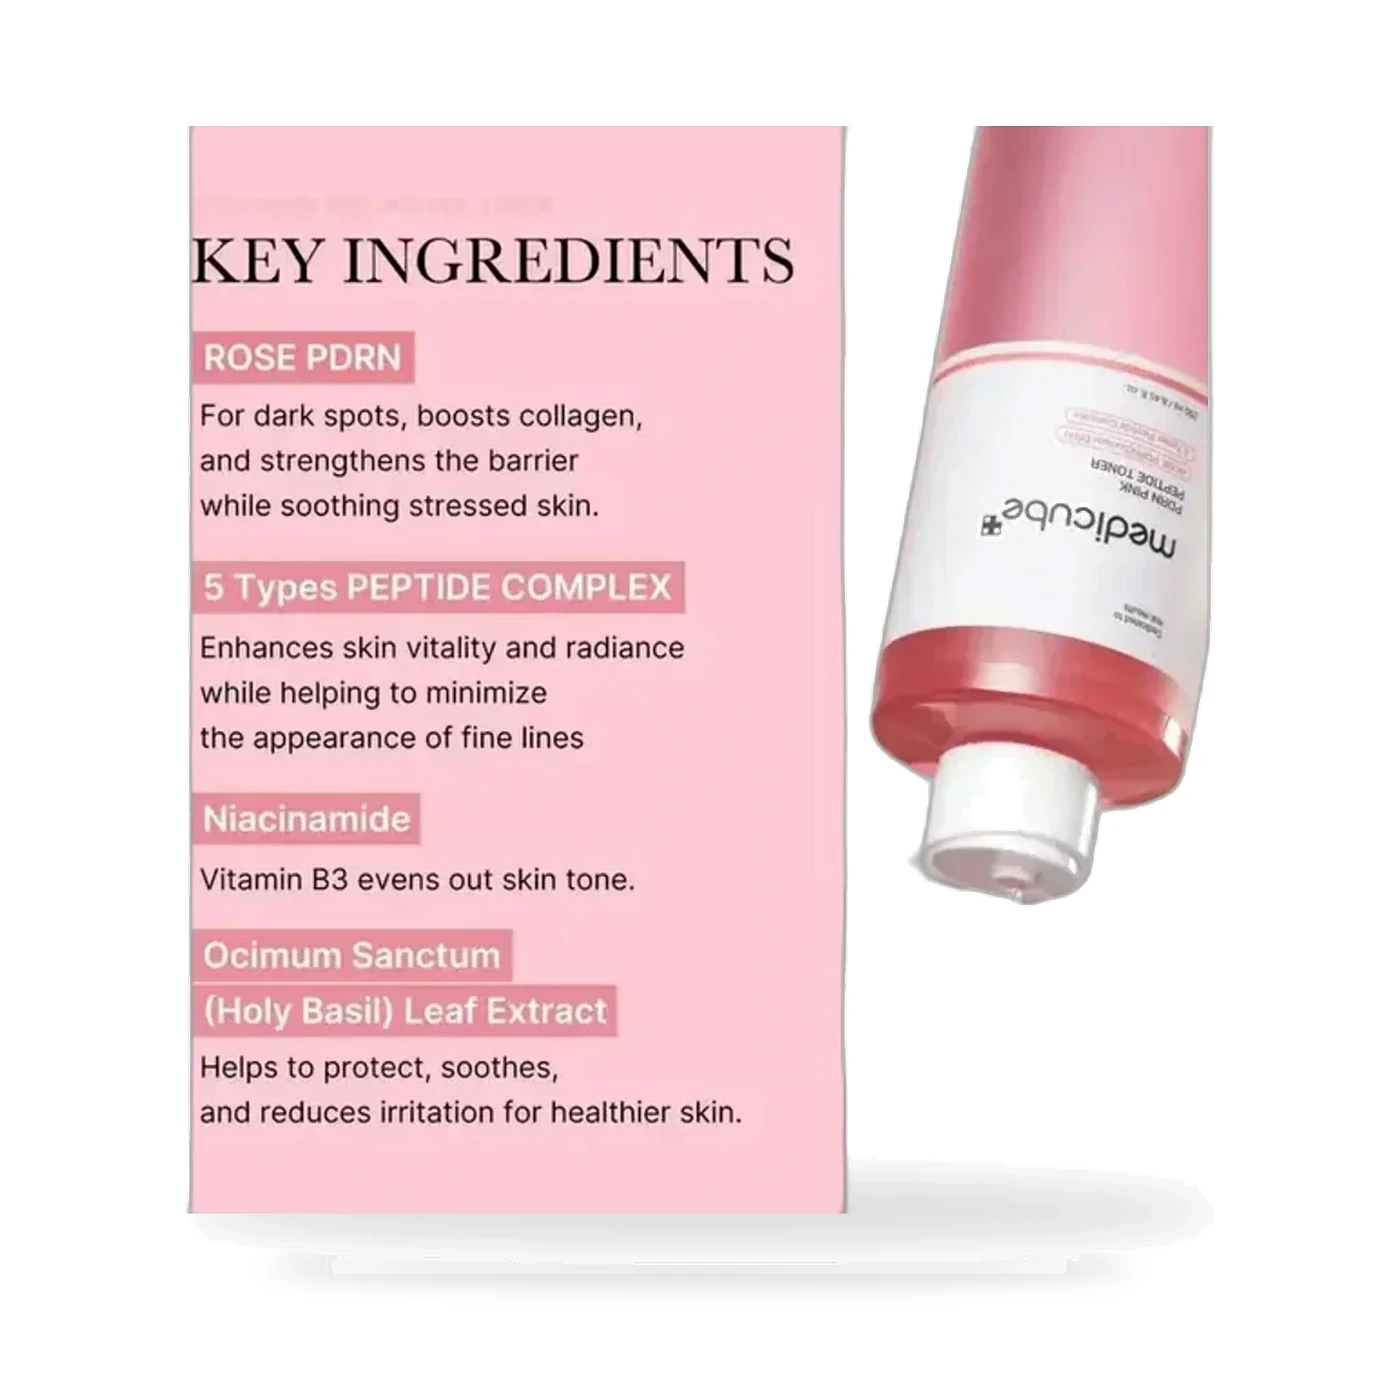 KEY INGREDIENTS
ROSE PDRN
For dark spots, boosts collagen,
and strengthens the barrier
while soothing stressed skin.
5 Types PEPTIDE COMPLEX
Enhances skin vitality and radiance
while helping to minimize
the appearance of fine lines
Niacinamide
Vitamin B3 evens out skin tone.
Ocimum Sanctum
(Holy Basil) Leaf Extract
Helps to protect, soothes,
and reduces irritation for healthier skin.
Dedicated to
medicube
PDRN PINK
PEPTIDE TONER